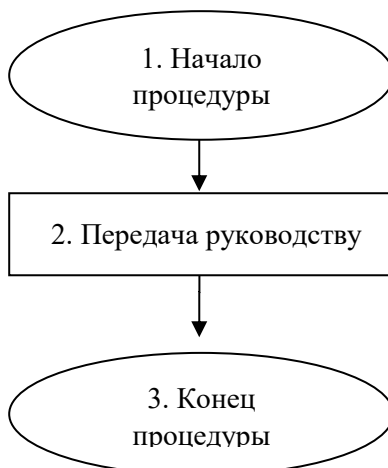 1. Начало
процедуры
2. Передача руководству
3. Конец
процедуры